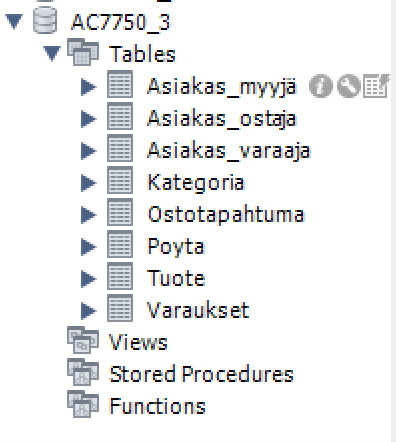 AC7750_3
Tables
Asiakas_myyjä
Asiakas_ostaja
Asiakas_varaaja
Kategoria
Ostotapahtuma
Poyta
Tuote
Varaukset
Views
Stored Procedures
Functions